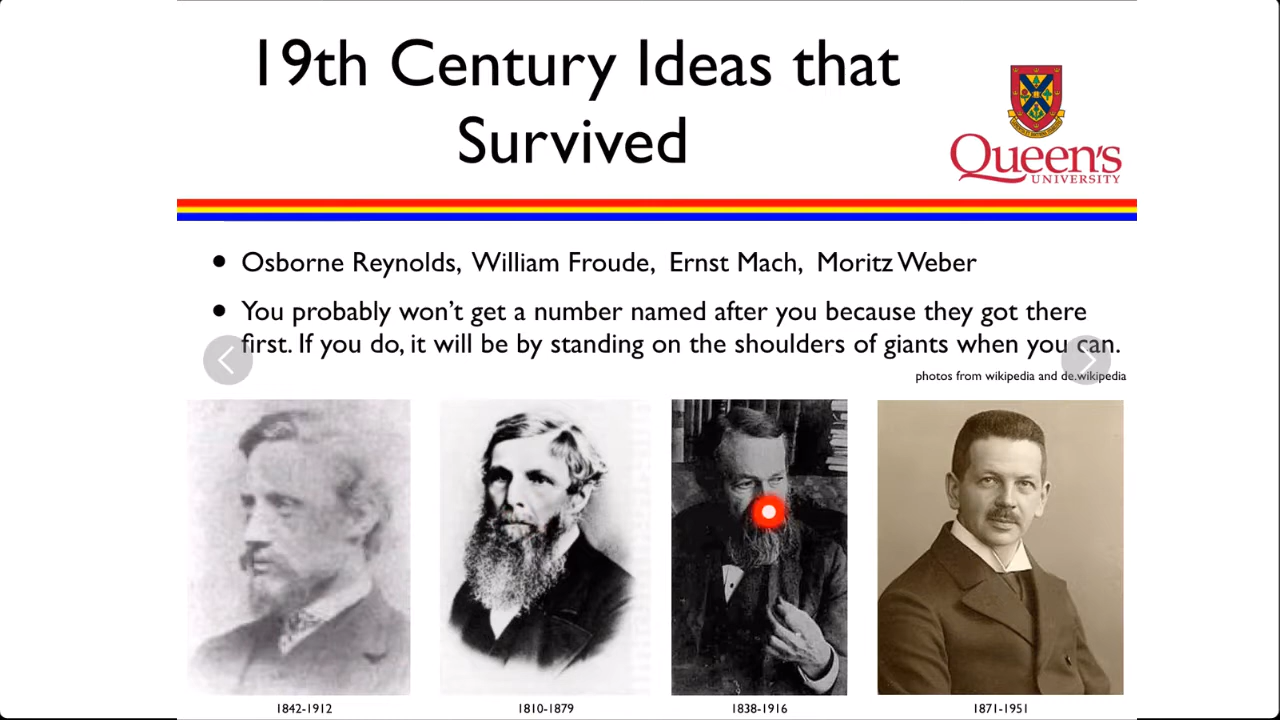 19th Century Ideas that
Survived
Queen's
UNIVERSITY
• Osborne Reynolds, William Froude, Ernst Mach, Moritz Weber
• You probably won't get a number named after you because they got there
first. If you do, it will be by standing on the shoulders of giants when you can.
photos from wikipedia and de.wikipedia
1842-1912
1810-1879
1838-1916
1871-1951